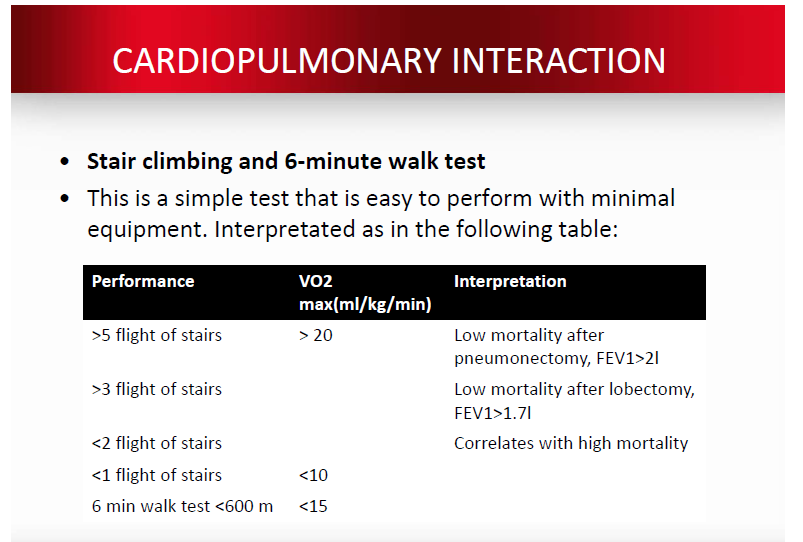 CARDIOPULMONARY INTERACTION
• Stair climbing and 6-minute walk test
• This is a simple test that is easy to perform with minimal
equipment. Interpretated as in the following table:
Performance VO2 Interpretation
max(ml/kg/min)
>5 flight of stairs > 20 Low mortality after
pneumonectomy, FEV1>2l
>3 flight of stairs Low mortality after lobectomy,
FEV1>1.7l
<2 flight of stairs Correlates with high mortality
<1 flight of stairs <10
6 min walk test <600 m <15